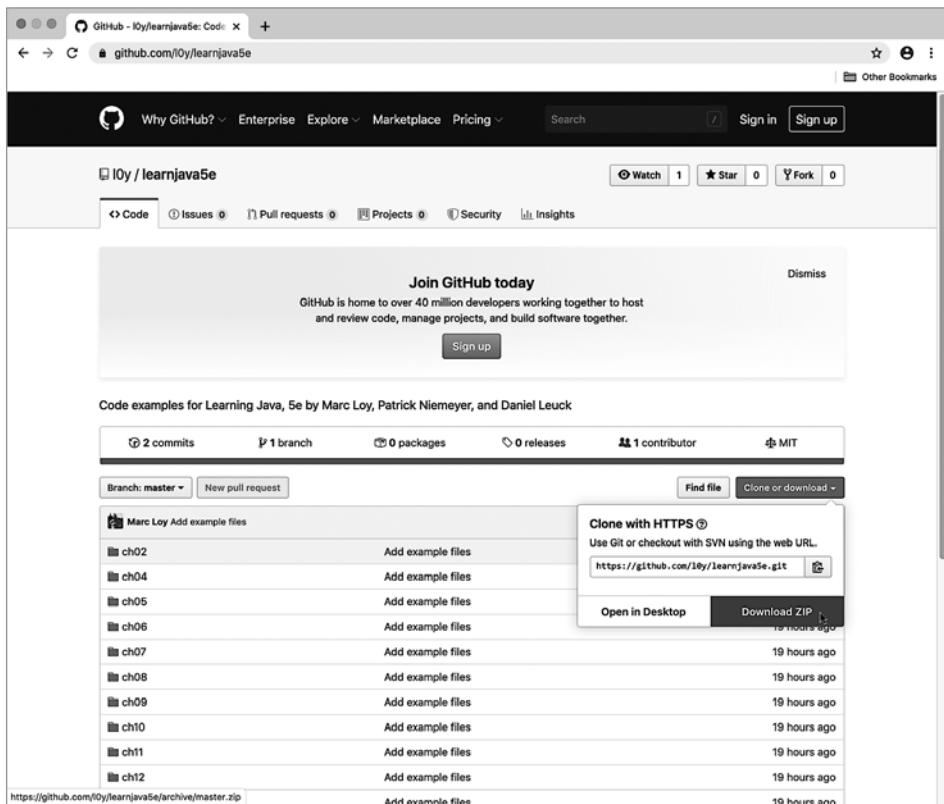 GitHub - l0y/learnjava5e: Code
github.com/l0y/learnjava5e
Other Bookmarks
Why GitHub? Enterprise Explore Marketplace Pricing Search / Sign in Sign up
l0y / learnjava5e Watch 1 Star 0 Fork 0
Code Issues 0 Pull requests 0 Projects 0 Security Insights
Dismiss
Join GitHub today
GitHub is home to over 40 million developers working together to host
and review code, manage projects, and build software together.
Sign up
Code examples for Learning Java, 5e by Marc Loy, Patrick Niemeyer, and Daniel Leuck
2 commits 1 branch 0 packages 0 releases 1 contributor MIT
Branch: master New pull request Find file Clone or download
Marc Loy Add example files
Clone with HTTPS
Use Git or checkout with SVN using the web URL.
https://github.com/l0y/learnjava5e.git
Open in Desktop Download ZIP
ch02 Add example files
ch04 Add example files
ch05 Add example files
ch06 Add example files 19 hours ago
ch07 Add example files 19 hours ago
ch08 Add example files 19 hours ago
ch09 Add example files 19 hours ago
ch10 Add example files 19 hours ago
ch11 Add example files 19 hours ago
ch12 Add example files 19 hours ago
Add example files 19 hours ago
https://github.com/l0y/learnjava5e/archive/master.zip